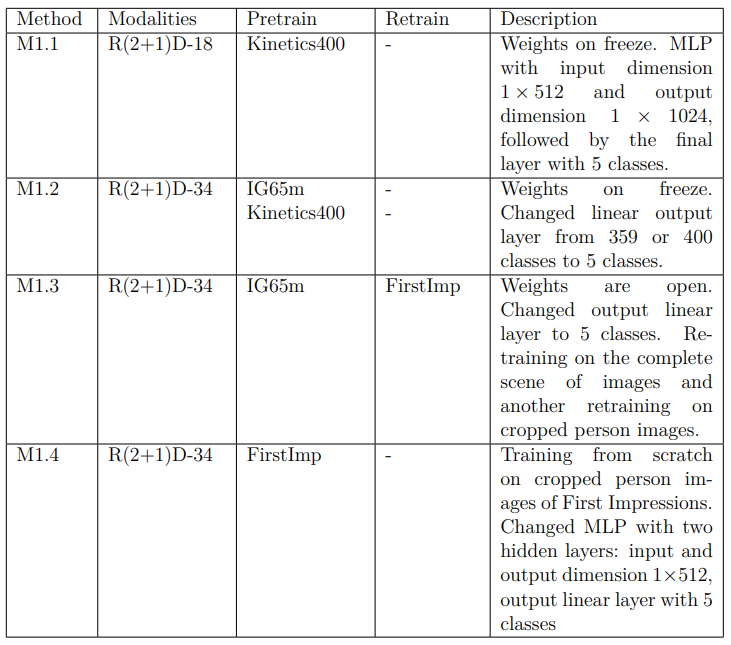 Method Modalities Pretrain Retrain Description
M1.1 R(2+1)D-18 Kinetics400 - Weights on freeze. MLP
with input dimension
1 × 512 and output
dimension 1 × 1024,
followed by the final
layer with 5 classes.
M1.2 R(2+1)D-34 IG65m - Weights on freeze.
Kinetics400 - Changed linear output
layer from 359 or 400
classes to 5 classes.
M1.3 R(2+1)D-34 IG65m FirstImp Weights are open.
Changed output linear
layer to 5 classes. Re-
training on the complete
scene of images and
another retraining on
cropped person images.
M1.4 R(2+1)D-34 FirstImp - Training from scratch
on cropped person im-
ages of First Impressions.
Changed MLP with two
hidden layers: input and
output dimension 1×512,
output linear layer with 5
classes